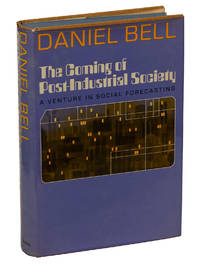 DANIEL BELL
The Coming of
Post-Industrial Society
A VENTURE IN SOCIAL FORECASTING
DANIEL BELL